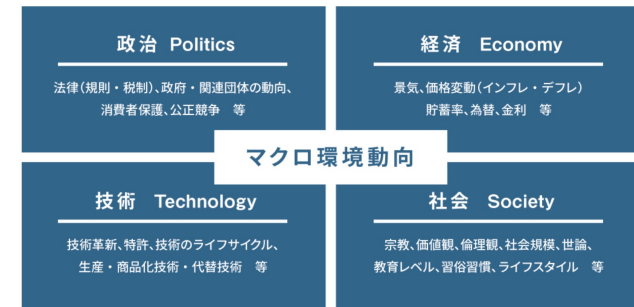 政治 Politics
法律(規則・税制)、政府・関連団体の動向、
消費者保護、公正競争 等
経済 Economy
景気、価格変動(インフレ・デフレ)
貯蓄率、為替、金利 等
マクロ環境動向
技術 Technology
技術革新、特許、技術のライフサイクル、
生産・商品化技術・代替技術 等
社会 Society
宗教、価値観、倫理観、社会規模、世論、
教育レベル、習俗習慣、ライフスタイル 等